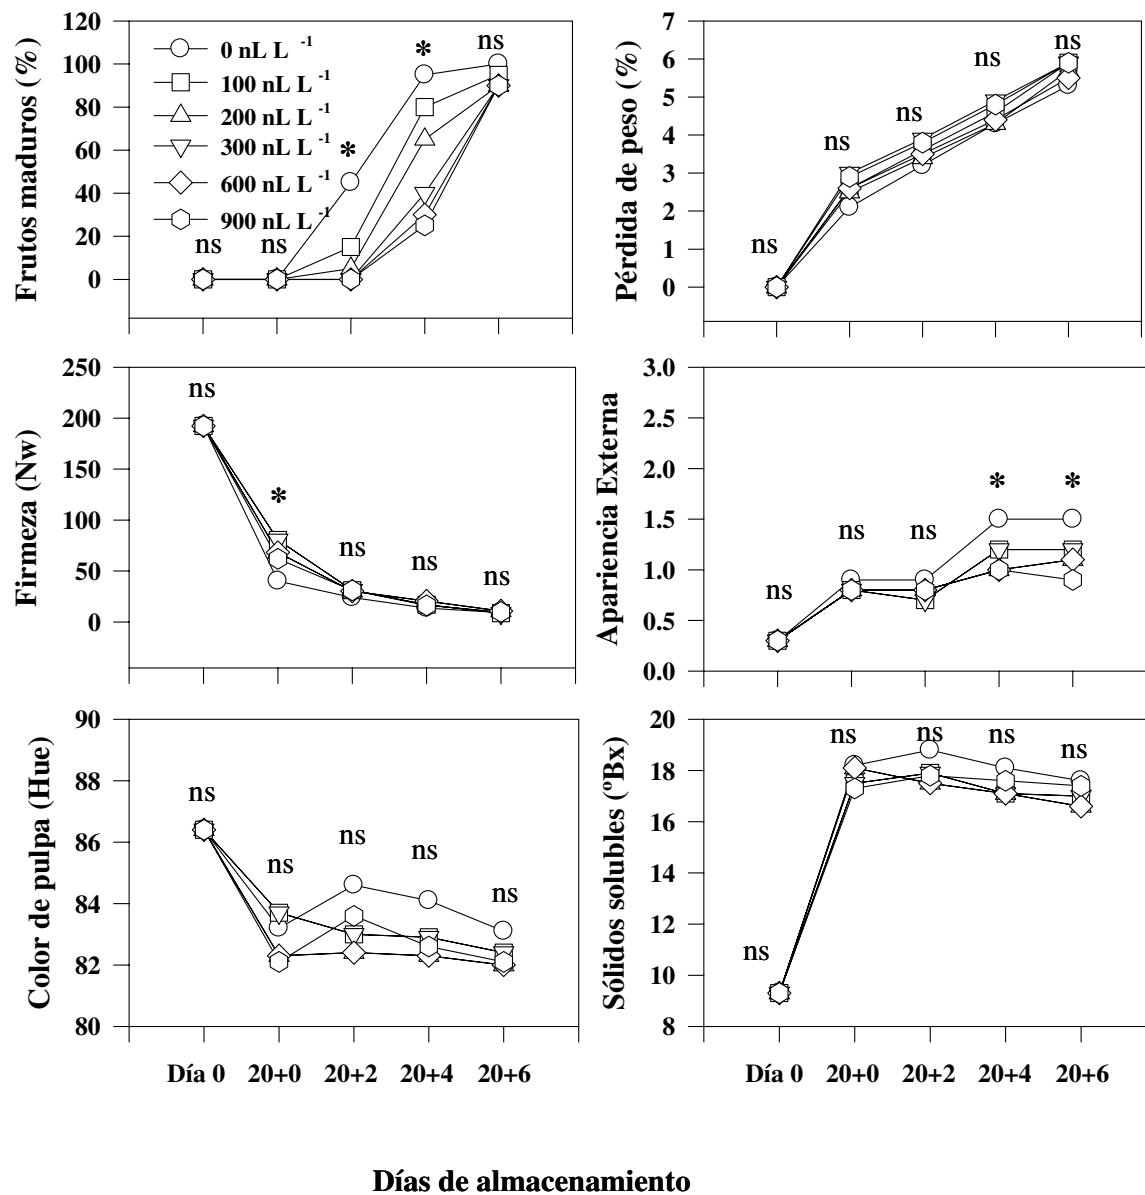 Frutos maduros (%)
120
100
80
60
40
20
0
0 nL L -1
100 nL L -1
200 nL L -1
300 nL L -1
600 nL L -1
900 nL L -1
ns
ns
*
*
ns
Pérdida de peso (%)
7
6
5
4
3
2
1
0
ns
ns
ns
ns
ns
Firmeza (Nw)
250
200
150
100
50
0
ns
*
ns
ns
ns
Apariencia Externa
3.0
2.5
2.0
1.5
1.0
0.5
0.0
ns
ns
ns
*
*
Color de pulpa (Hue)
90
88
86
84
82
80
ns
ns
ns
ns
ns
Día 0 20+0 20+2 20+4 20+6
Sólidos solubles (ºBx)
20
18
16
14
12
10
8
ns
ns
ns
ns
ns
Día 0 20+0 20+2 20+4 20+6
Días de almacenamiento